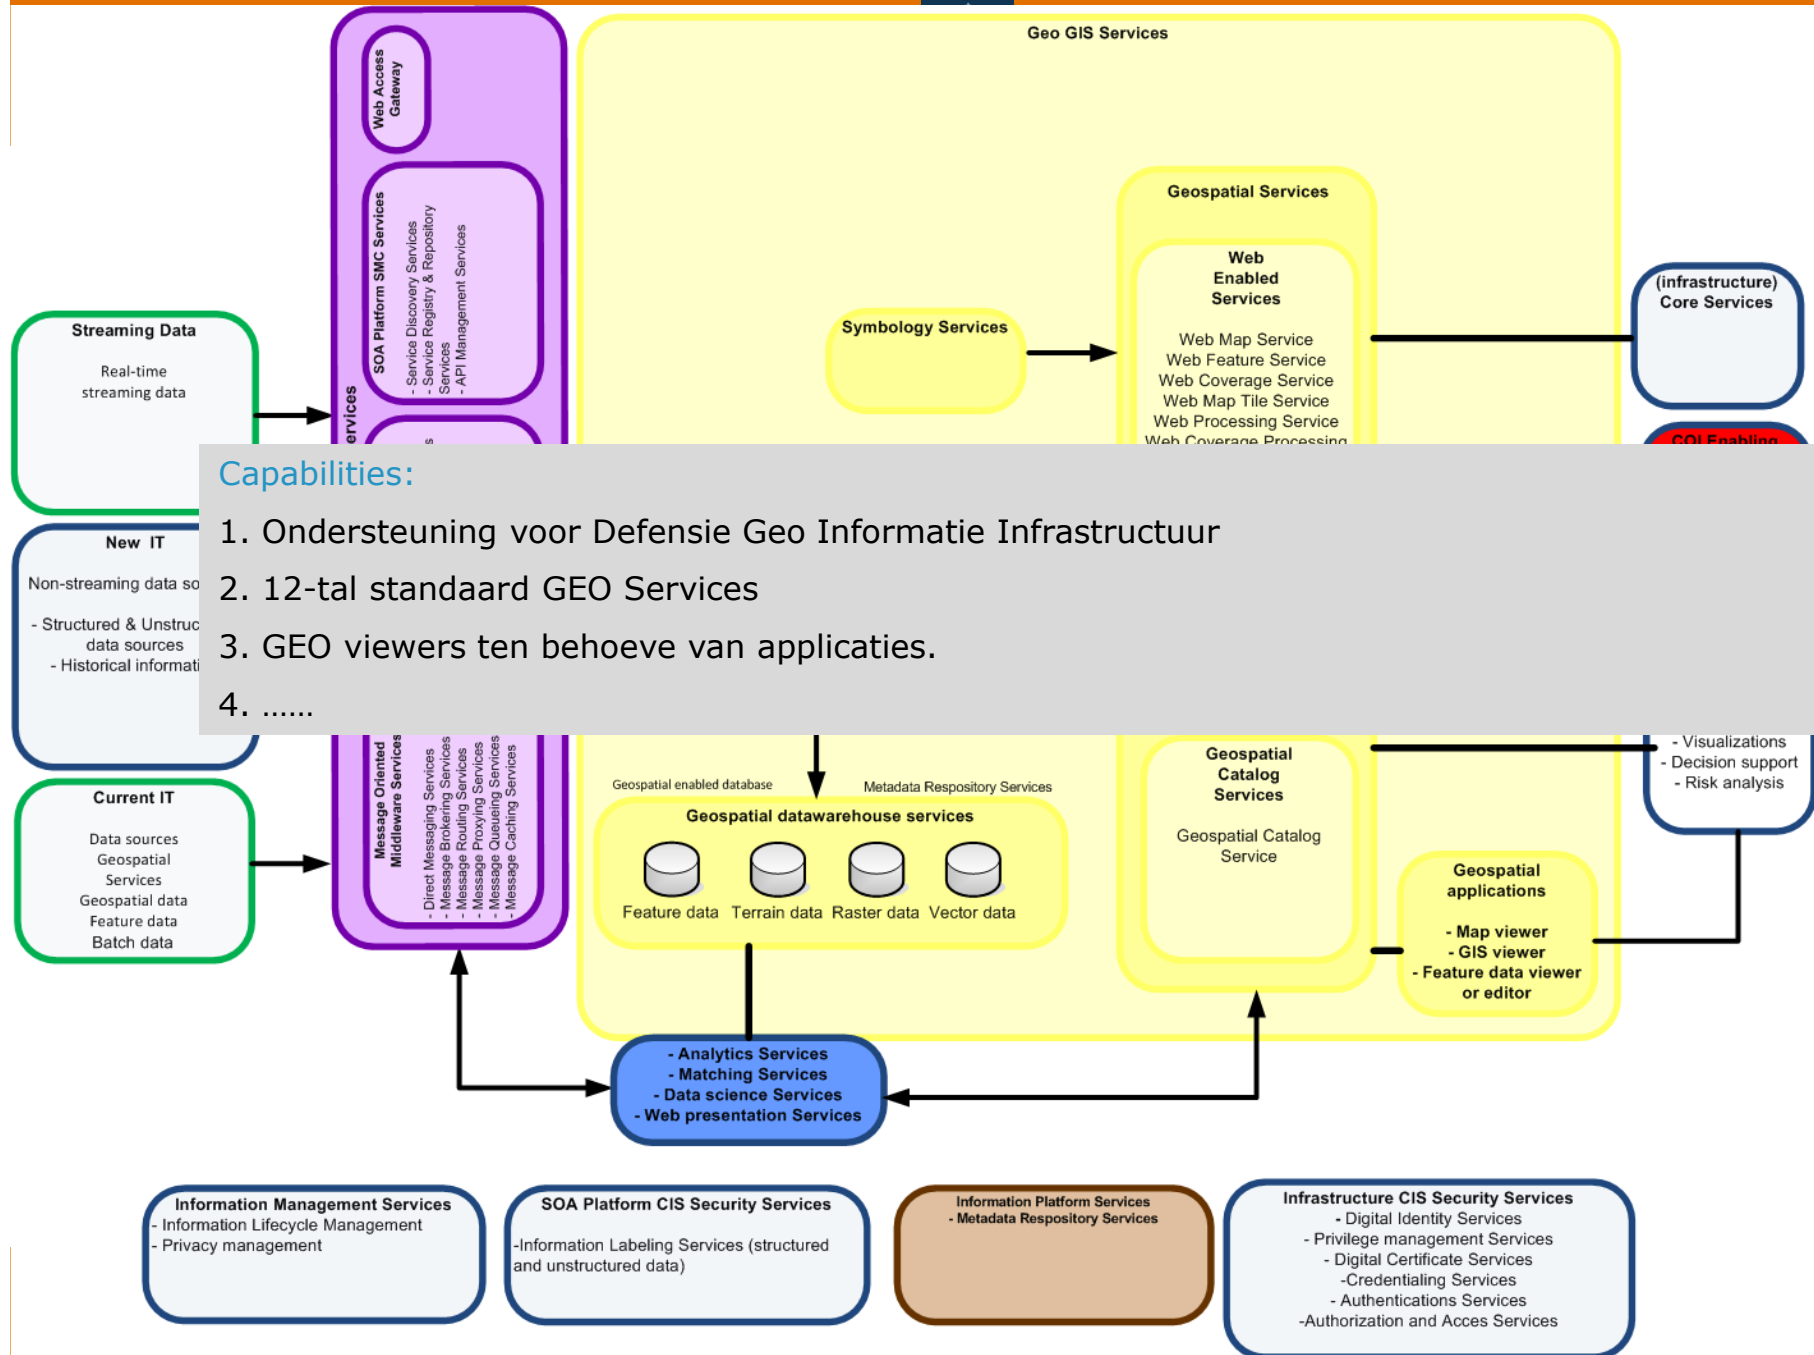 Geo GIS Services
Web Access
Gateway
SOA Platform SMC Services
- Service Discovery Services
- Service Registry & Repository
Services
- API Management Services
Geospatial Services
Web
Enabled
Services
Web Map Service
Web Feature Service
Web Coverage Service
Web Map Tile Service
Web Processing Service
Web Coverage Processing
Symbology Services
(infrastructure)
Core Services
COI Enabling
Streaming Data
Real-time
streaming data
New IT
Non-streaming data so
- Structured & Unstruc
data sources
- Historical informati
Capabilities:
1. Ondersteuning voor Defensie Geo Informatie Infrastructuur
2. 12-tal standaard GEO Services
3. GEO viewers ten behoeve van applicaties.
4. ……
Current IT
Data sources
Geospatial
Services
Geospatial data
Feature data
Batch data
Message Oriented
Middleware Services
- Direct Messaging Services
- Message Brokering Services
- Message Routing Services
- Message Proxying Services
- Message Queueing Services
- Message Caching Services
Geospatial enabled database
Metadata Respository Services
Geospatial datawarehouse services
Feature data
Terrain data
Raster data
Vector data
Geospatial
Catalog
Services
Geospatial Catalog
Service
- Visualizations
- Decision support
- Risk analysis
Geospatial
applications
- Map viewer
- GIS viewer
- Feature data viewer
or editor
- Analytics Services
- Matching Services
- Data science Services
- Web presentation Services
Information Management Services
- Information Lifecycle Management
- Privacy management
SOA Platform CIS Security Services
-Information Labeling Services (structured
and unstructured data)
Information Platform Services
- Metadata Respository Services
Infrastructure CIS Security Services
- Digital Identity Services
- Privilege management Services
- Digital Certificate Services
-Credentialing Services
- Authentications Services
-Authorization and Acces Services